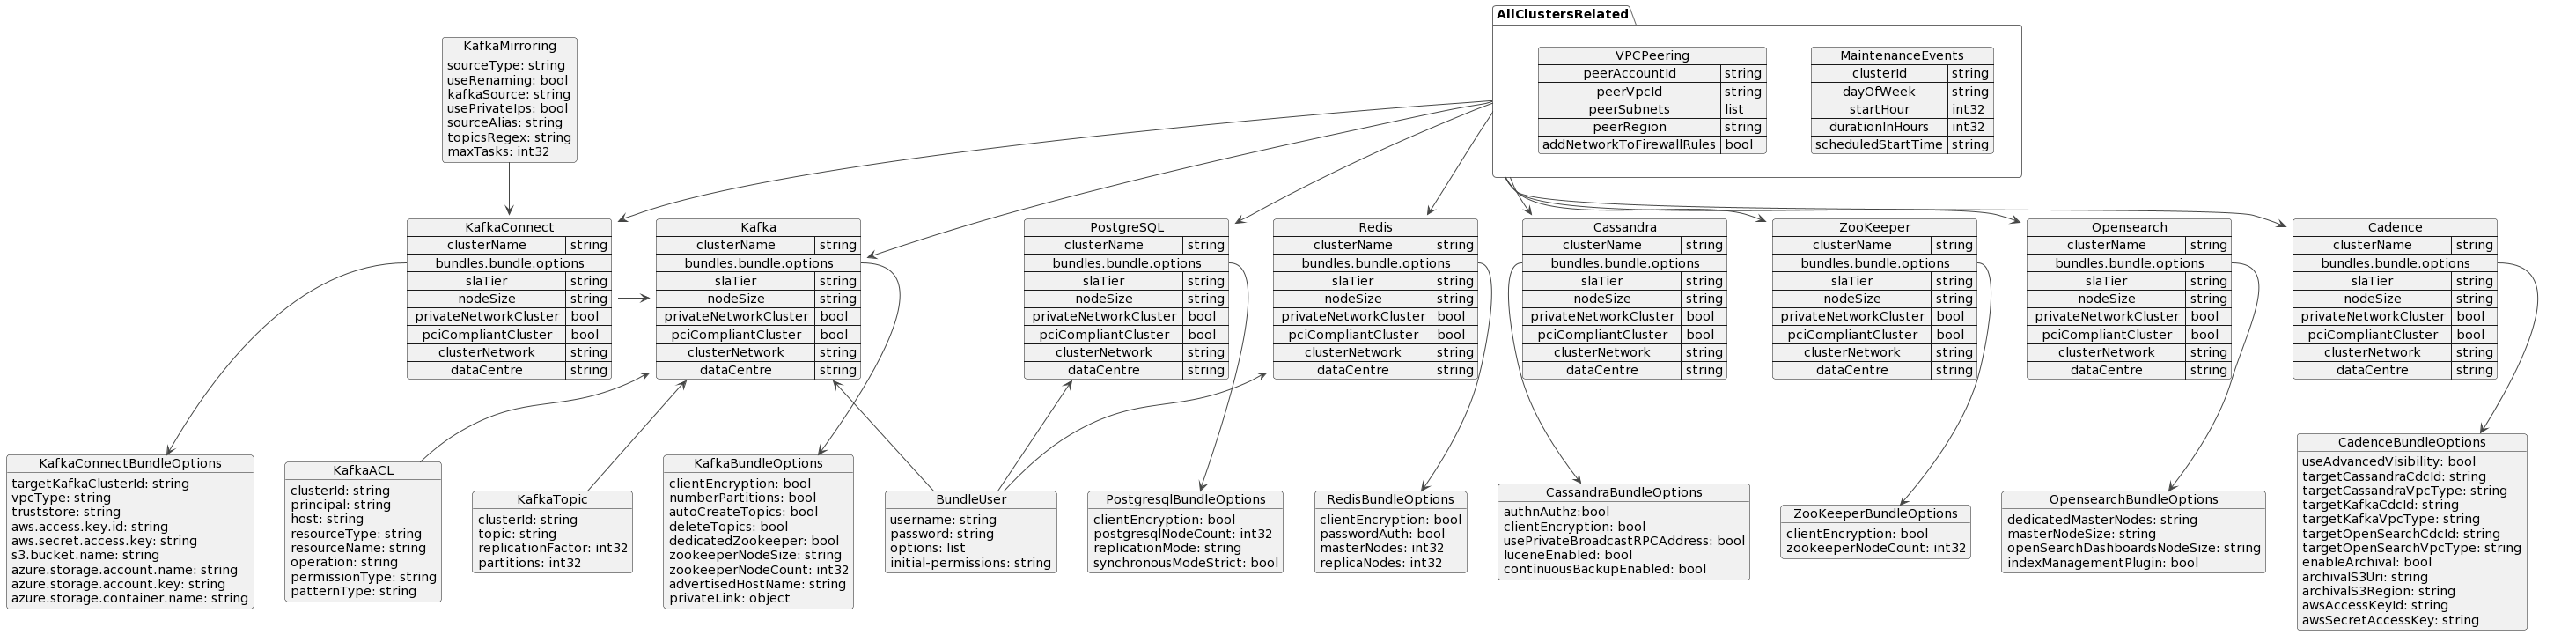 AllClustersRelated
VPCPeering
peerAccountId string
peerVpcId string
peerSubnets list
peerRegion string
addNetworkToFirewallRules bool
MaintenanceEvents
clusterId string
dayOfWeek string
startHour int32
durationInHours int32
scheduledStartTime string
KafkaMirroring
sourceType: string
useRenaming: bool
kafkaSource: string
usePrivateIps: bool
sourceAlias: string
topicsRegex: string
maxTasks: int32
KafkaConnect
clusterName string
bundles.bundle.options
slaTier string
nodeSize string
privateNetworkCluster bool
pciCompliantCluster bool
clusterNetwork string
dataCentre string
Kafka
clusterName string
bundles.bundle.options
slaTier string
nodeSize string
privateNetworkCluster bool
pciCompliantCluster bool
clusterNetwork string
dataCentre string
PostgreSQL
clusterName string
bundles.bundle.options
slaTier string
nodeSize string
privateNetworkCluster bool
pciCompliantCluster bool
clusterNetwork string
dataCentre string
Redis
clusterName string
bundles.bundle.options
slaTier string
nodeSize string
privateNetworkCluster bool
pciCompliantCluster bool
clusterNetwork string
dataCentre string
Cassandra
clusterName string
bundles.bundle.options
slaTier string
nodeSize string
privateNetworkCluster bool
pciCompliantCluster bool
clusterNetwork string
dataCentre string
ZooKeeper
clusterName string
bundles.bundle.options
slaTier string
nodeSize string
privateNetworkCluster bool
pciCompliantCluster bool
clusterNetwork string
dataCentre string
Opensearch
clusterName string
bundles.bundle.options
slaTier string
nodeSize string
privateNetworkCluster bool
pciCompliantCluster bool
clusterNetwork string
dataCentre string
Cadence
clusterName string
bundles.bundle.options
slaTier string
nodeSize string
privateNetworkCluster bool
pciCompliantCluster bool
clusterNetwork string
dataCentre string
KafkaConnectBundleOptions
targetKafkaClusterId: string
vpcType: string
truststore: string
aws.access.key.id: string
aws.secret.access.key: string
s3.bucket.name: string
azure.storage.account.name: string
azure.storage.account.key: string
azure.storage.container.name: string
KafkaACL
clusterId: string
principal: string
host: string
resourceType: string
resourceName: string
operation: string
permissionType: string
patternType: string
KafkaTopic
clusterId: string
topic: string
replicationFactor: int32
partitions: int32
KafkaBundleOptions
clientEncryption: bool
numberPartitions: bool
autoCreateTopics: bool
deleteTopics: bool
dedicatedZookeeper: bool
zookeeperNodeSize: string
zookeeperNodeCount: int32
advertisedHostName: string
privateLink: object
BundleUser
username: string
password: string
options: list
initial-permissions: string
PostgresqlBundleOptions
clientEncryption: bool
postgresqlNodeCount: int32
replicationMode: string
synchronousModeStrict: bool
RedisBundleOptions
clientEncryption: bool
passwordAuth: bool
masterNodes: int32
replicaNodes: int32
CassandraBundleOptions
authnAuthz:bool
clientEncryption: bool
usePrivateBroadcastRPCAddress: bool
luceneEnabled: bool
continuousBackupEnabled: bool
ZooKeeperBundleOptions
clientEncryption: bool
zookeeperNodeCount: int32
OpensearchBundleOptions
dedicatedMasterNodes: string
masterNodeSize: string
openSearchDashboardsNodeSize: string
indexManagementPlugin: bool
CadenceBundleOptions
useAdvancedVisibility: bool
targetCassandraCdcId: string
targetCassandraVpcType: string
targetKafkaCdcId: string
targetKafkaVpcType: string
targetOpenSearchCdcId: string
targetOpenSearchVpcType: string
enableArchival: bool
archivalS3Uri: string
archivalS3Region: string
awsAccessKeyId: string
awsSecretAccessKey: string